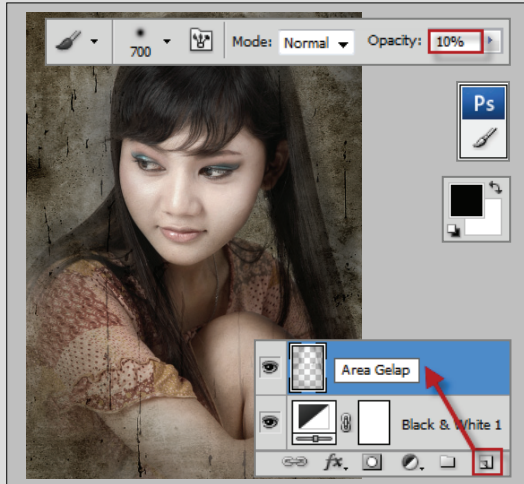 Mode: Normal Opacity: 10%
700
Ps
Area Gelap
Black & White 1
fx.